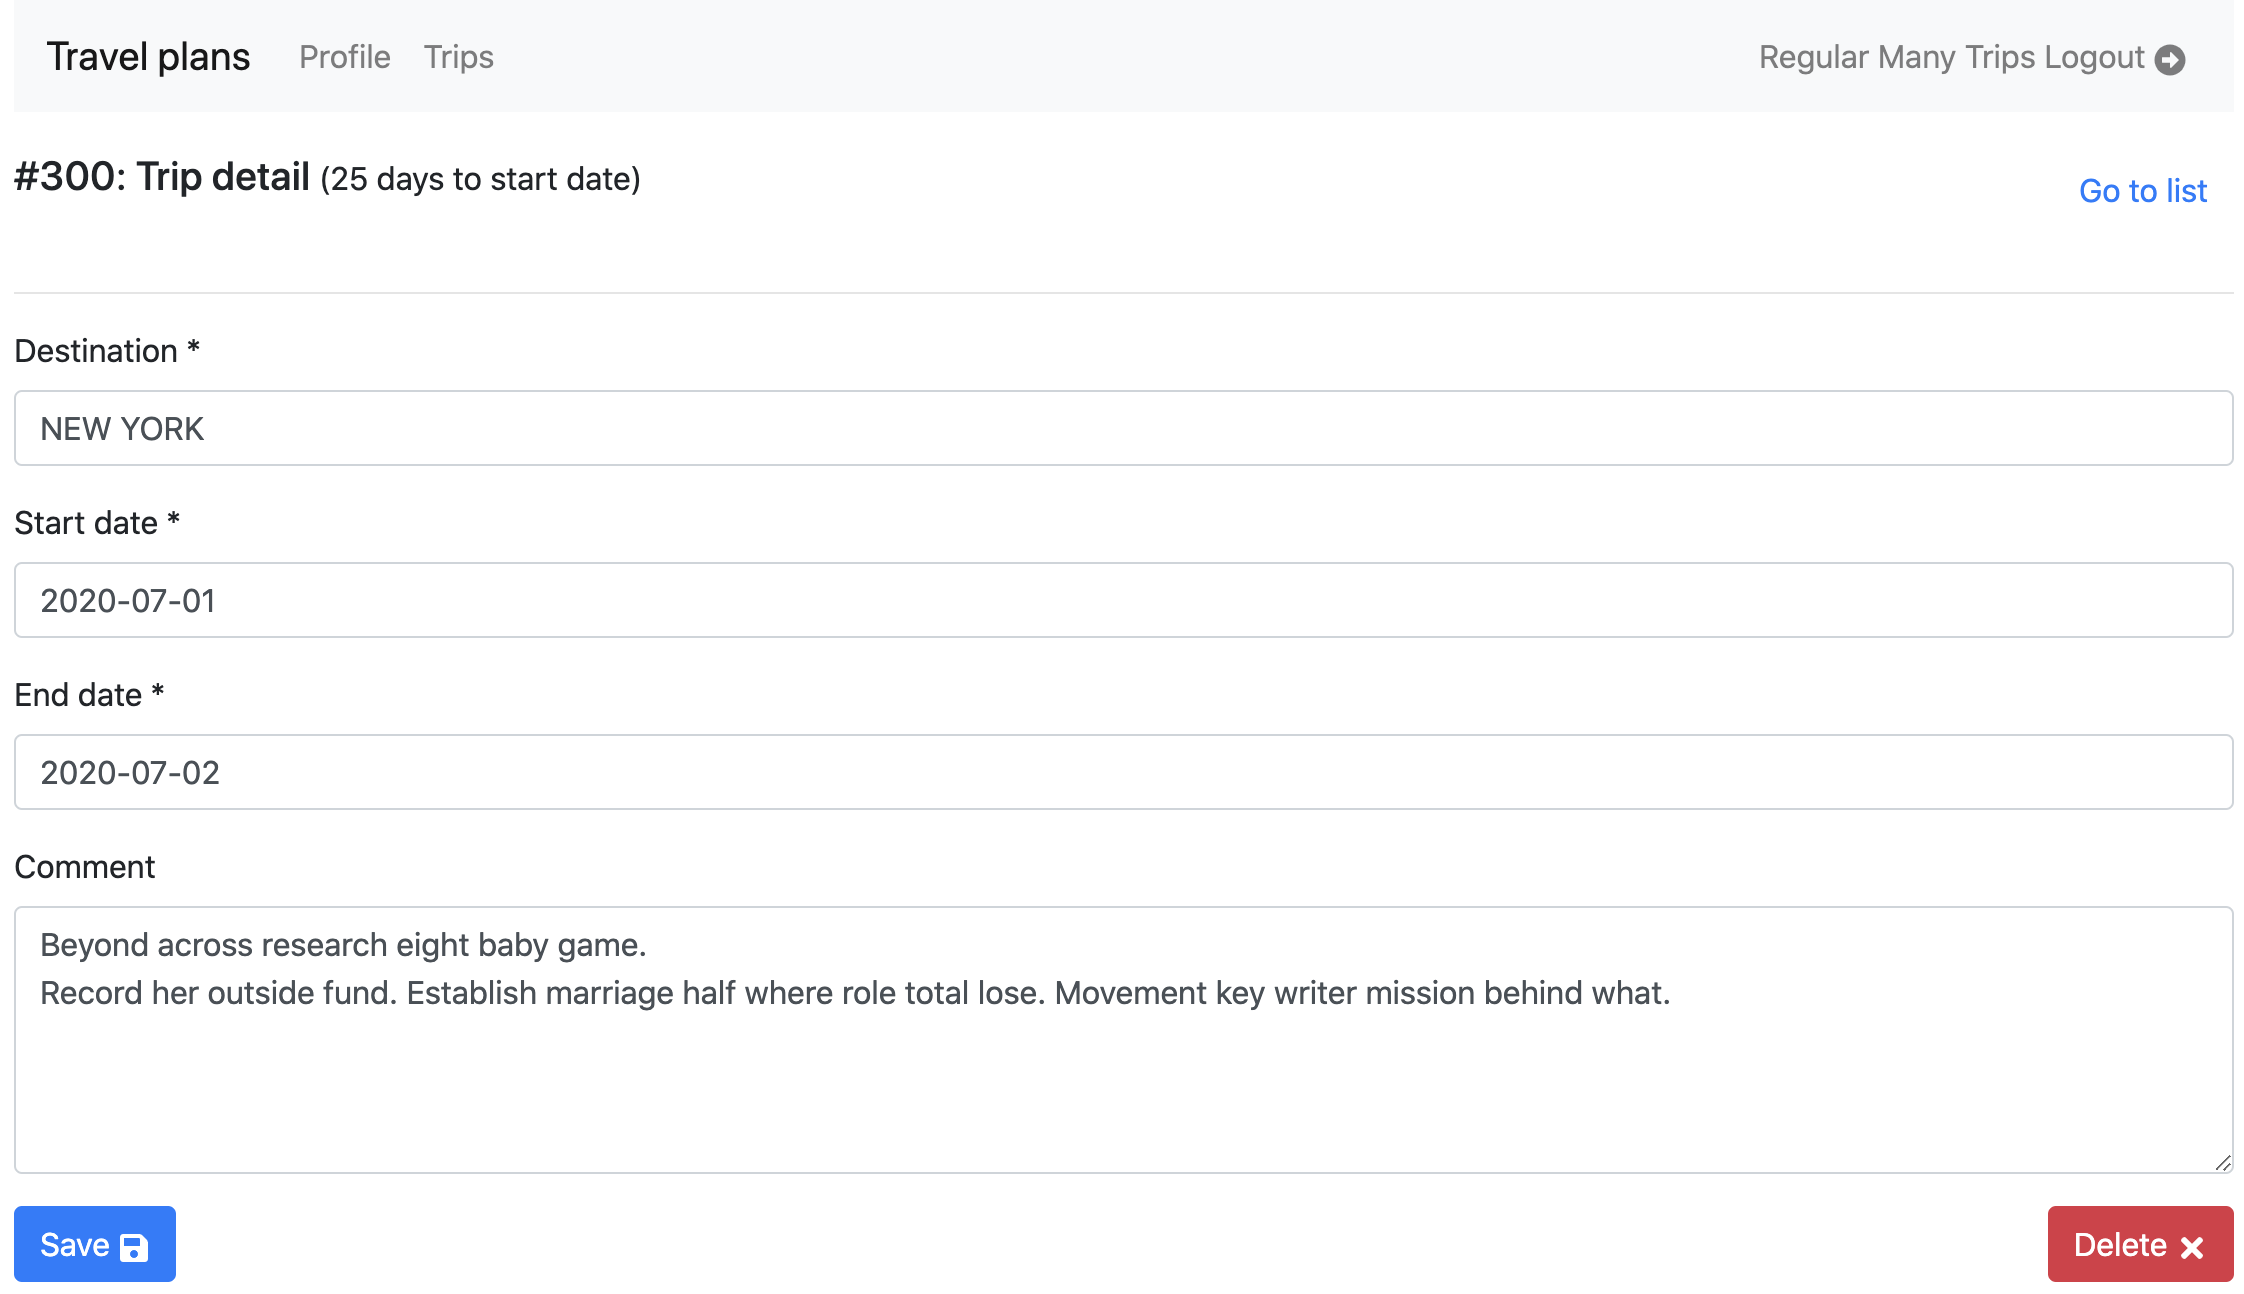 Travel plans Profile Trips Regular Many Trips Logout
#300: Trip detail (25 days to start date)
Go to list
Destination *
NEW YORK
Start date *
2020-07-01
End date *
2020-07-02
Comment
Beyond across research eight baby game.
Record her outside fund. Establish marriage half where role total lose. Movement key writer mission behind what.
Save Delete